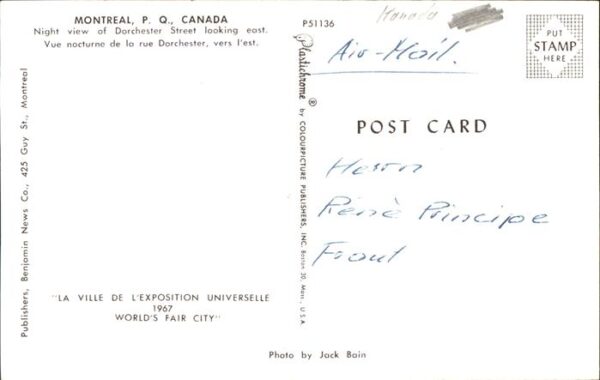 MONTREAL, P. Q., CANADA
Night view of Dorchester Street looking east.
Vue nocturne de la rue Dorchester, vers l'est.
Publishers, Benjamin News Co., 425 Guy St., Montreal
"LA VILLE DE L'EXPOSITION UNIVERSELLE
1967
WORLD'S FAIR CITY"
P51136
Plastichrome ® by COLOURPICTURE PUBLISHERS, INC. Boston 30, Mass., U.S.A.
Kanada
Air-Mail.
PUT
STAMP
HERE
POST CARD
Herrn
René Principe
Photo by Jack Bain